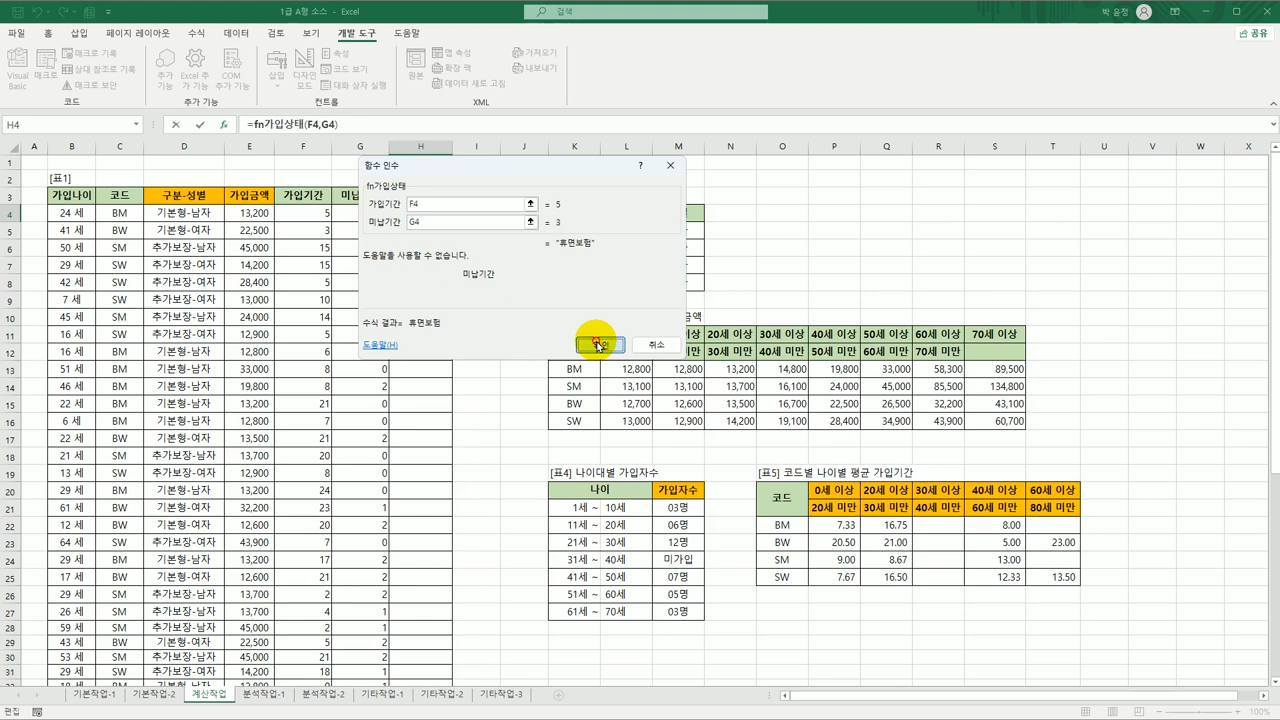 1급 A형 소스 - Excel
검색
박 윤정
파일 홈 삽입 페이지 레이아웃 수식 데이터 검토 보기 개발 도구 도움말
공유
Visual Basic
매크로
매크로 기록
상대 참조로 기록
매크로 보안
코드
추가 기능
Excel 추가 기능
COM 추가 기능
추가 기능
삽입
디자인 모드
속성
코드 보기
대화 상자 실행
컨트롤
원본
맵 속성
확장 팩
데이터 새로 고침
가져오기
내보내기
XML
H4
=fn가입상태(F4,G4)
A B C D E F G H I J K L M N O P Q R S T U V W X
1
2 [표1]
3 가입나이 코드 구분-성별 가입금액 가입기간
4 24 세 BM 기본형-남자 13,200 5
5 41 세 BW 기본형-여자 22,500 3
6 50 세 SM 추가보장-남자 45,000 15
7 29 세 SW 추가보장-여자 14,200 15
8 42 세 SW 추가보장-여자 28,400 5
9 7 세 SW 추가보장-여자 13,000 10
10 45 세 SM 추가보장-남자 24,000 14
11 16 세 SW 추가보장-여자 12,900 5
12 16 세 BM 기본형-남자 12,800 6
13 51 세 BM 기본형-남자 33,000 8 0
14 46 세 BM 기본형-남자 19,800 8 2
15 22 세 BM 기본형-남자 13,200 21 0
16 6 세 BM 기본형-남자 12,800 7 0
17 22 세 BW 기본형-여자 13,500 21 2
18 21 세 SM 추가보장-남자 13,700 20 0
19 13 세 SW 추가보장-여자 12,900 8 0
20 29 세 BM 기본형-남자 13,200 24 0
21 61 세 BW 기본형-여자 32,200 23 1
22 12 세 BW 기본형-여자 12,600 20 2
23 64 세 SW 추가보장-여자 43,900 7 0
24 30 세 BM 기본형-남자 13,200 17 2
25 17 세 BW 기본형-여자 12,600 21 2
26 29 세 SM 추가보장-남자 13,700 2 2
27 26 세 SM 추가보장-남자 13,700 4 1
28 59 세 SM 추가보장-남자 45,000 2 1
29 43 세 BW 기본형-여자 22,500 5 2
30 53 세 SM 추가보장-남자 45,000 21 2
31 29 세 SW 추가보장-여자 14,200 18 1
함수 인수
fn가입상태
가입기간 F4 = 5
미납기간 G4 = 3
= "휴면보험"
도움말을 사용할 수 없습니다.
미납기간
수식 결과= 휴면보험
도움말(H)
취소
20세 이상 30세 이상 40세 이상 50세 이상 60세 이상 70세 이상
30세 미만 40세 미만 50세 미만 60세 미만 70세 미만
BM 12,800 12,800 13,200 14,800 19,800 33,000 58,300 89,500
SM 13,100 13,100 13,700 16,100 24,000 45,000 85,500 134,800
BW 12,700 12,600 13,500 16,700 22,500 26,500 32,200 43,100
SW 13,000 12,900 14,200 19,100 28,400 34,900 43,900 60,700
[표4] 나이대별 가입자수
나이 가입자수
1세 ~ 10세 03명
11세 ~ 20세 06명
21세 ~ 30세 12명
31세 ~ 40세 미가입
41세 ~ 50세 07명
51세 ~ 60세 05명
61세 ~ 70세 03명
[표5] 코드별 나이별 평균 가입기간
코드 0세 이상 20세 이상 30세 이상 40세 이상 60세 이상
20세 미만 30세 미만 40세 미만 60세 미만 80세 미만
BM 7.33 16.75 8.00
BW 20.50 21.00 5.00 23.00
SM 9.00 8.67 13.00
SW 7.67 16.50 12.33 13.50
기본작업-1 기본작업-2 계산작업 분석작업-1 분석작업-2 기타작업-1 기타작업-2 기타작업-3
편집
100%